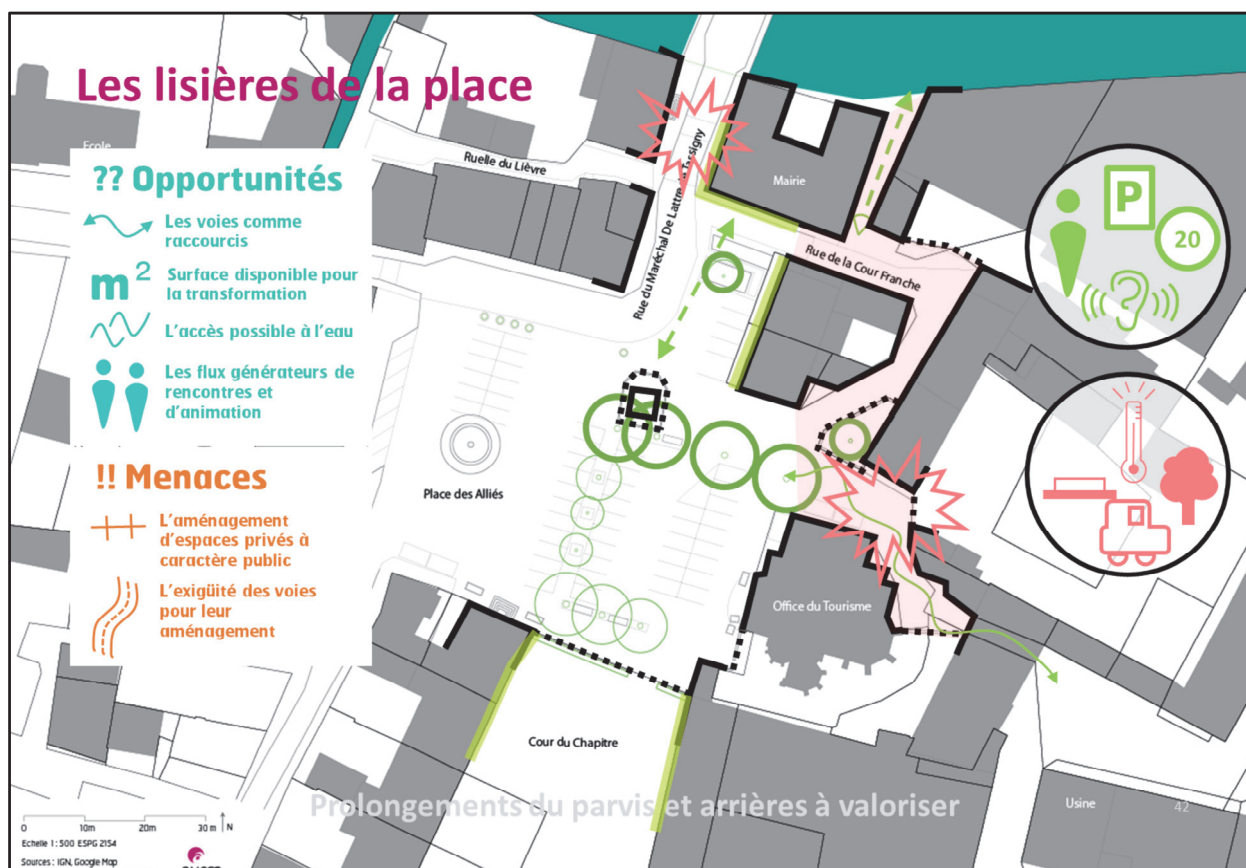 Les lisières de la place
Ecole
?? Opportunités
Les voies comme
raccourcis
m²
Surface disponible pour
la transformation
L'accès possible à l'eau
Les flux générateurs de
rencontres et
d'animation
!! Menaces
L'aménagement
d'espaces privés à
caractère public
L'exigüité des voies
pour leur
aménagement
Ruelle du Lièvre
Rue du Maréchal De Lattre de Tassigny
Mairie
Rue de la Cour Franche
P
20
Place des Alliés
Office du Tourisme
Cour du Chapitre
Usine
Prolongements du parvis et arrières à valoriser
42
0 10m 20m 30 m N
Echelle 1:500 ESPG 2154
Sources : IGN, Google Map